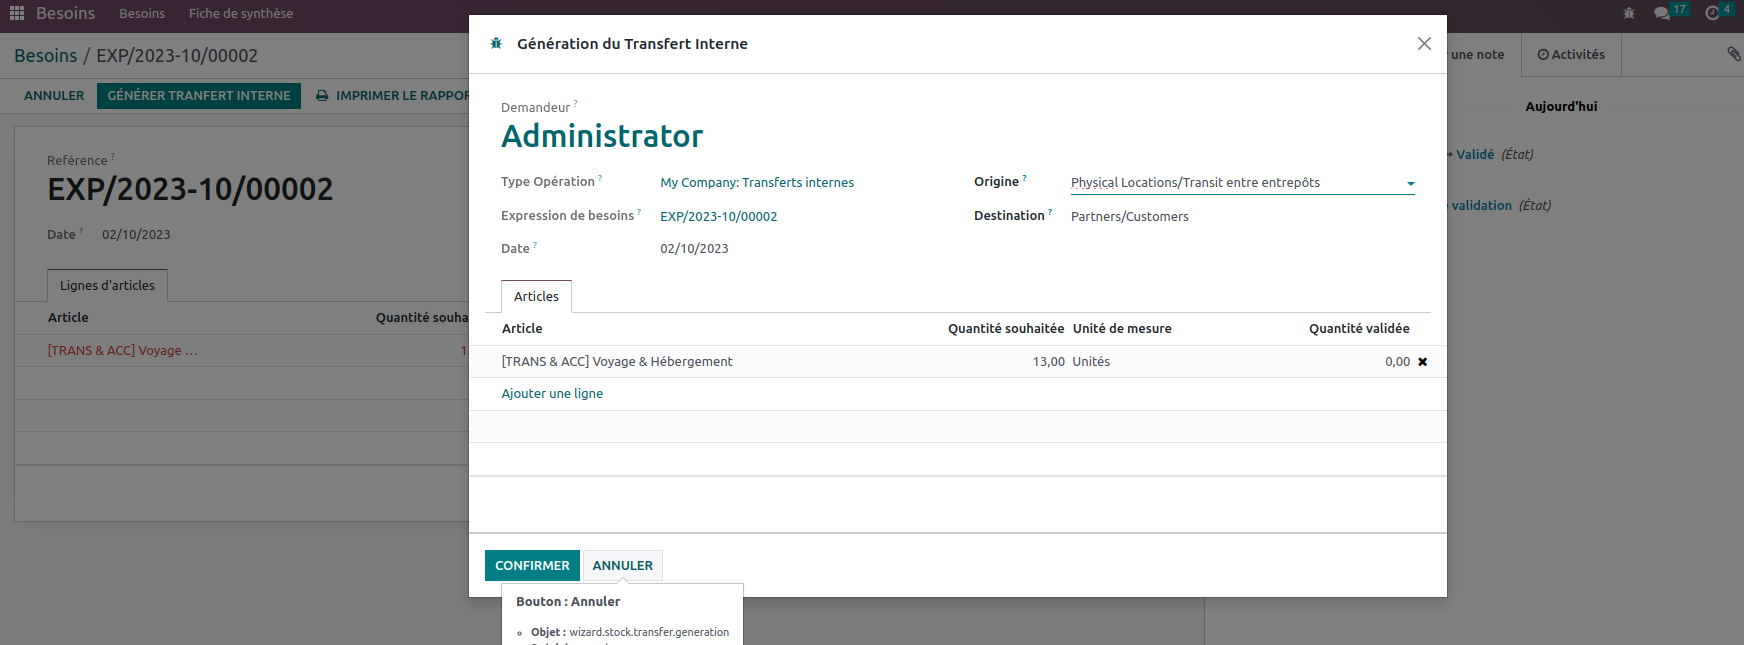 Besoins Besoins Fiche de synthèse 17 4
Besoins / EXP/2023-10/00002
ANNULER GÉNÉRER TRANFERT INTERNE IMPRIMER LE RAPPOR
Reférence ?
EXP/2023-10/00002
Date ? 02/10/2023
Lignes d'articles
Article Quantité souha
[TRANS & ACC] Voyage ... 1
Génération du Transfert Interne
Demandeur ?
Administrator
Type Opération ? My Company: Transferts internes
Origine ? Physical Locations/Transit entre entrepôts
Expression de besoins ? EXP/2023-10/00002
Destination ? Partners/Customers
Date ? 02/10/2023
Articles
Article Quantité souhaitée Unité de mesure Quantité validée
[TRANS & ACC] Voyage & Hébergement 13,00 Unités 0,00
Ajouter une ligne
CONFIRMER ANNULER
Bouton : Annuler
Objet : wizard.stock.transfer.generation
une note Activités
Aujourd'hui
Validé (État)
validation (État)